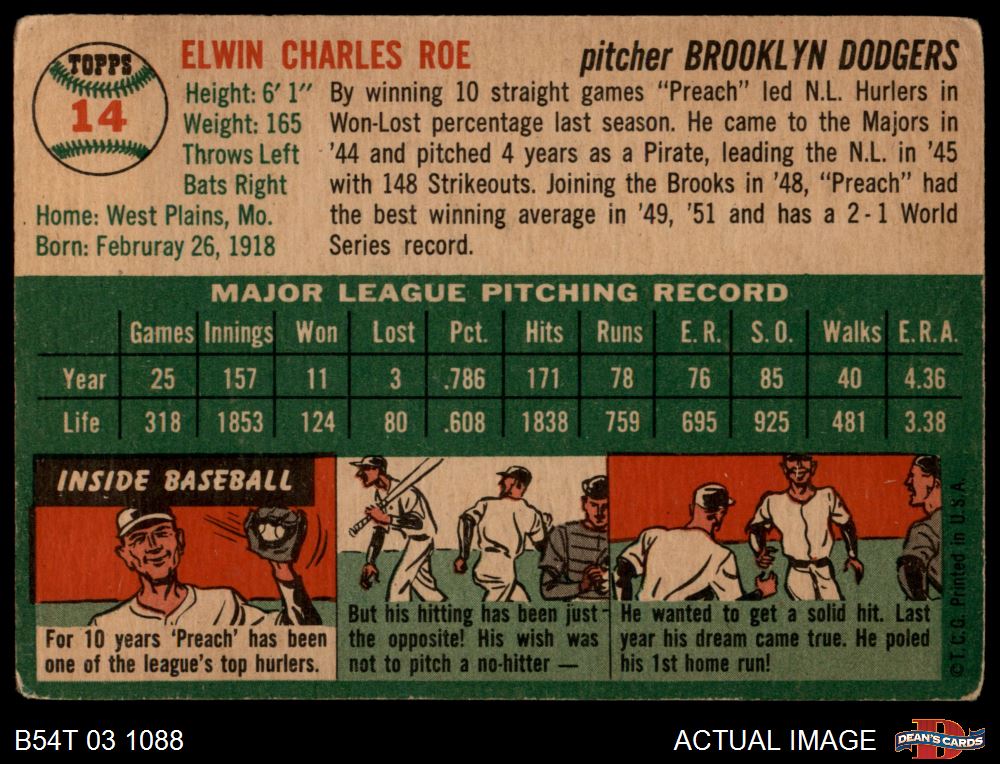 TOPPS
14
ELWIN CHARLES ROE
pitcher BROOKLYN DODGERS
Height: 6' 1"
Weight: 165
Throws Left
Bats Right
Home: West Plains, Mo.
Born: Februray 26, 1918
By winning 10 straight games "Preach" led N.L. Hurlers in
Won-Lost percentage last season. He came to the Majors in
'44 and pitched 4 years as a Pirate, leading the N.L. in '45
with 148 Strikeouts. Joining the Brooks in '48, "Preach" had
the best winning average in '49, '51 and has a 2-1 World
Series record.
MAJOR LEAGUE PITCHING RECORD
Games Innings Won Lost Pct. Hits Runs E.R. S.O. Walks E.R.A.
Year 25 157 11 3 .786 171 78 76 85 40 4.36
Life 318 1853 124 80 .608 1838 759 695 925 481 3.38
INSIDE BASEBALL
For 10 years 'Preach' has been
one of the league's top hurlers.
But his hitting has been just
the opposite! His wish was
not to pitch a no-hitter —
He wanted to get a solid hit. Last
year his dream came true. He poled
his 1st home run!
© T.C.G. Printed in U.S.A.
B54T 03 1088
ACTUAL IMAGE
DEAN'S CARDS